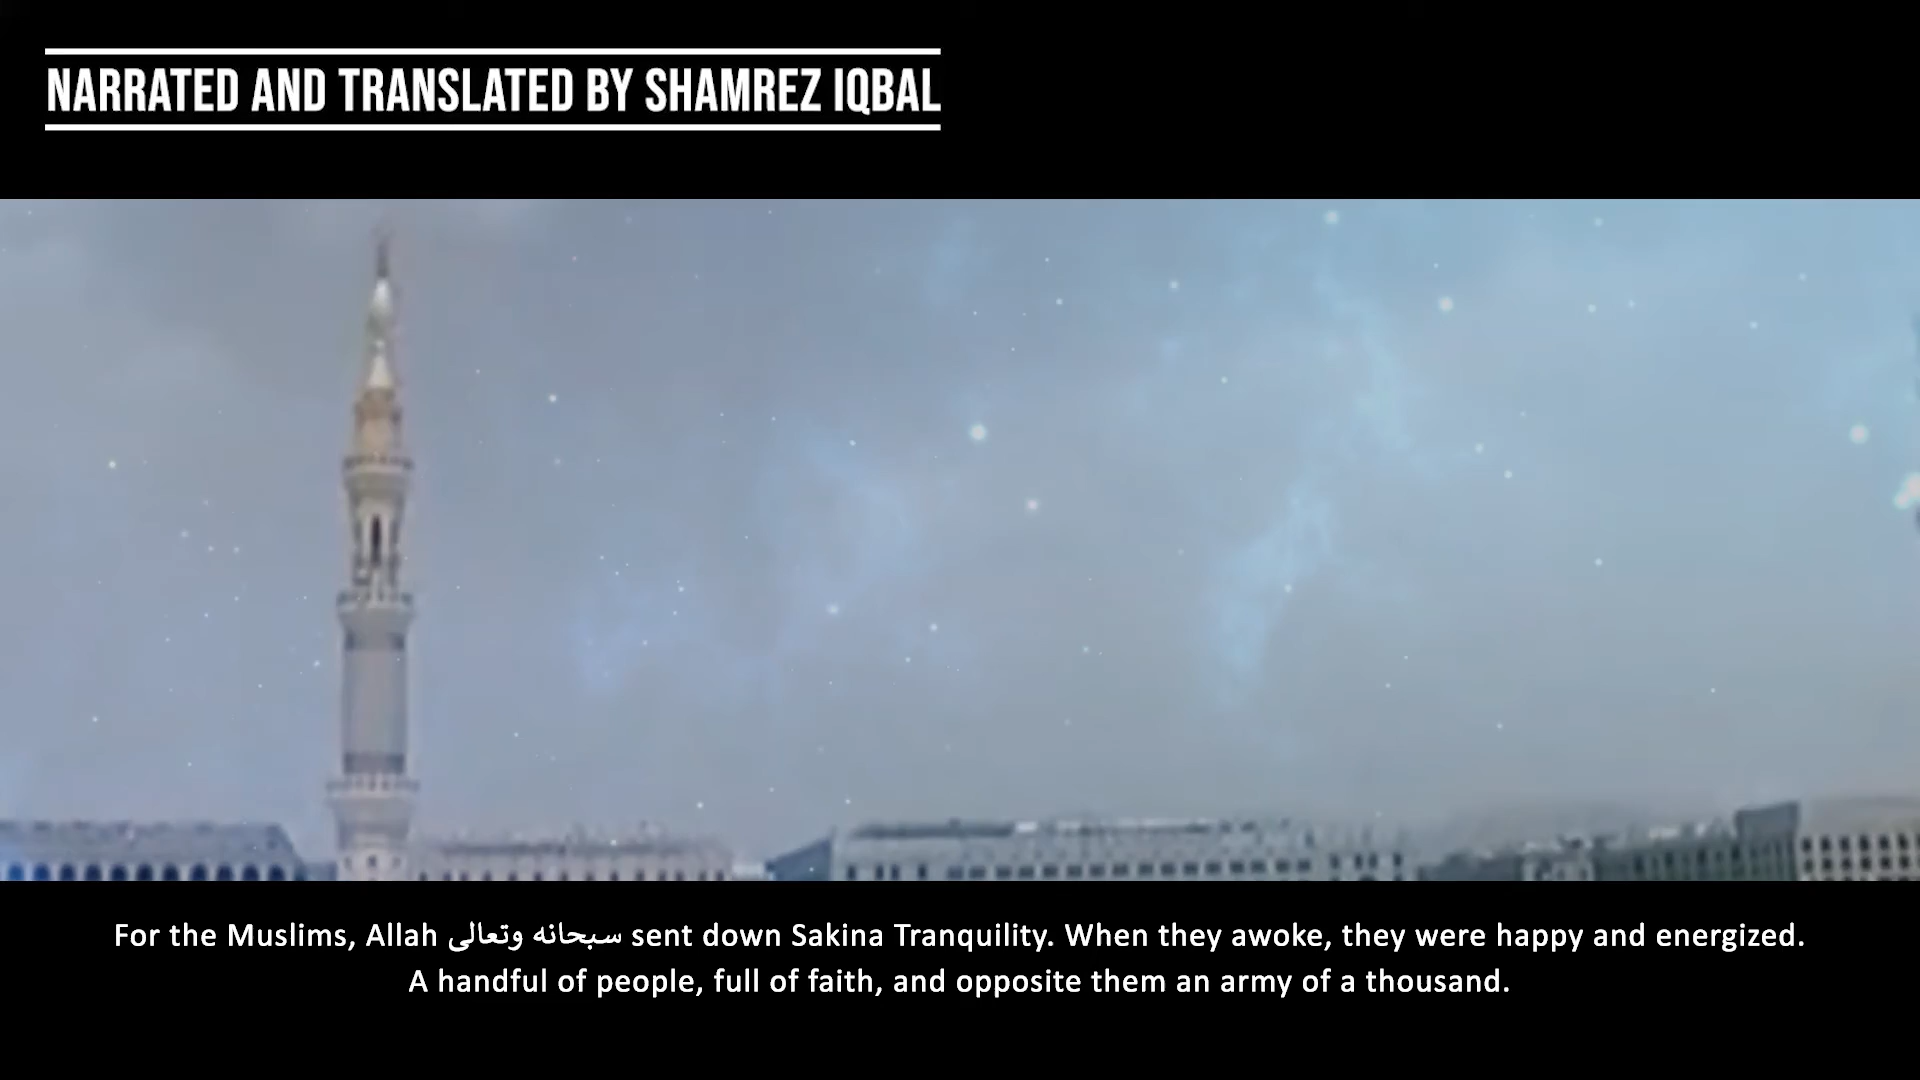 NARRATED AND TRANSLATED BY SHAMREZ IQBAL
For the Muslims, Allah سبحانه وتعالى sent down Sakina Tranquility. When they awoke, they were happy and energized.
A handful of people, full of faith, and opposite them an army of a thousand.